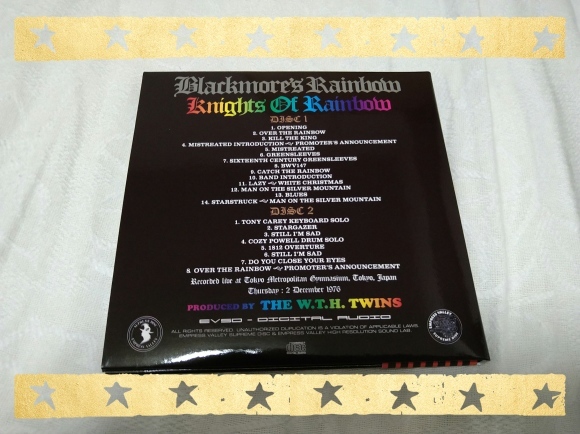 Blackmore's Rainbow
Knights Of Rainbow
DISC 1
1. OPENING
2. OVER THE RAINBOW
3. KILL THE KING
4. MISTREATED INTRODUCTION ~ PROMOTER'S ANNOUNCEMENT
5. MISTREATED
6. GREENSLEEVES
7. SIXTEENTH CENTURY GREENSLEEVES
8. BWV147
9. CATCH THE RAINBOW
10. BAND INTRODUCTION
11. LAZY ~ WHITE CHRISTMAS
12. MAN ON THE SILVER MOUNTAIN
13. BLUES
14. STARSTRUCK ~ MAN ON THE SILVER MOUNTAIN
DISC 2
1. TONY CAREY KEYBOARD SOLO
2. STARGAZER
3. STILL I'M SAD
4. COZY POWELL DRUM SOLO
5. 1812 OVERTURE
6. STILL I'M SAD
7. DO YOU CLOSE YOUR EYES
8. OVER THE RAINBOW ~ PROMOTER'S ANNOUNCEMENT
Recorded live at Tokyo Metropolitan Gymnasium, Tokyo, Japan
Thursday : 2 December 1976
PRODUCED BY THE W.T.H. TWINS
EVSD - DIGITAL AUDIO
ALL RIGHTS RESERVED. UNAUTHORIZED DUPLICATION IS A VIOLATION OF APPLICABLE LAWS.
EMPRESS VALLEY SUPREME DISC & EMPRESS VALLEY HIGH RESOLUTION SOUND LAB.
EMPRESS VALLEY